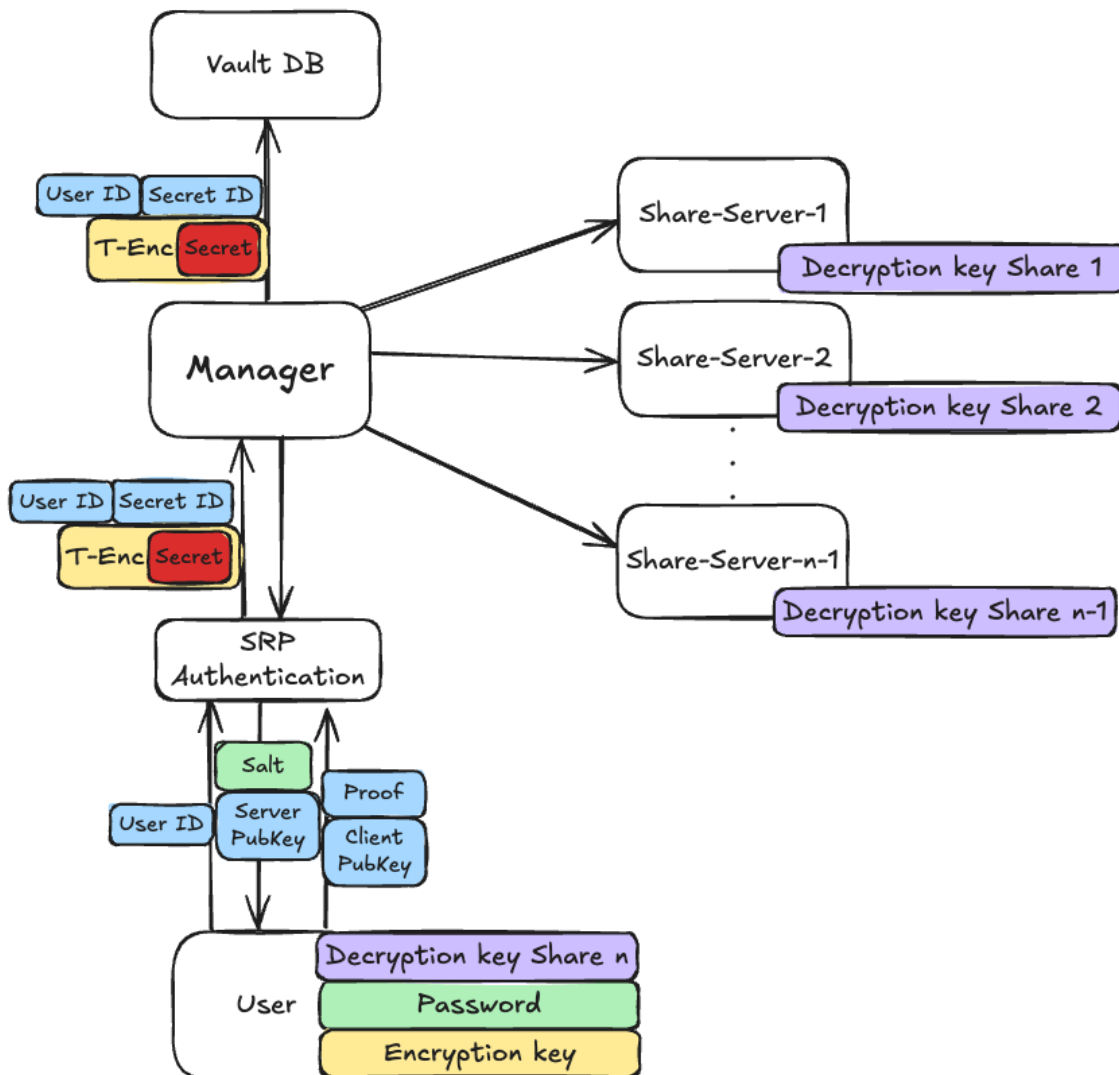 Vault DB
User ID
Secret ID
T-Enc
Secret
Share-Server-1
Decryption key Share 1
Manager
Share-Server-2
Decryption key Share 2
User ID
Secret ID
T-Enc
Secret
Share-Server-n-1
Decryption key Share n-1
SRP
Authentication
Salt
User ID
Server
PubKey
Proof
Client
PubKey
User
Decryption key Share n
Password
Encryption key